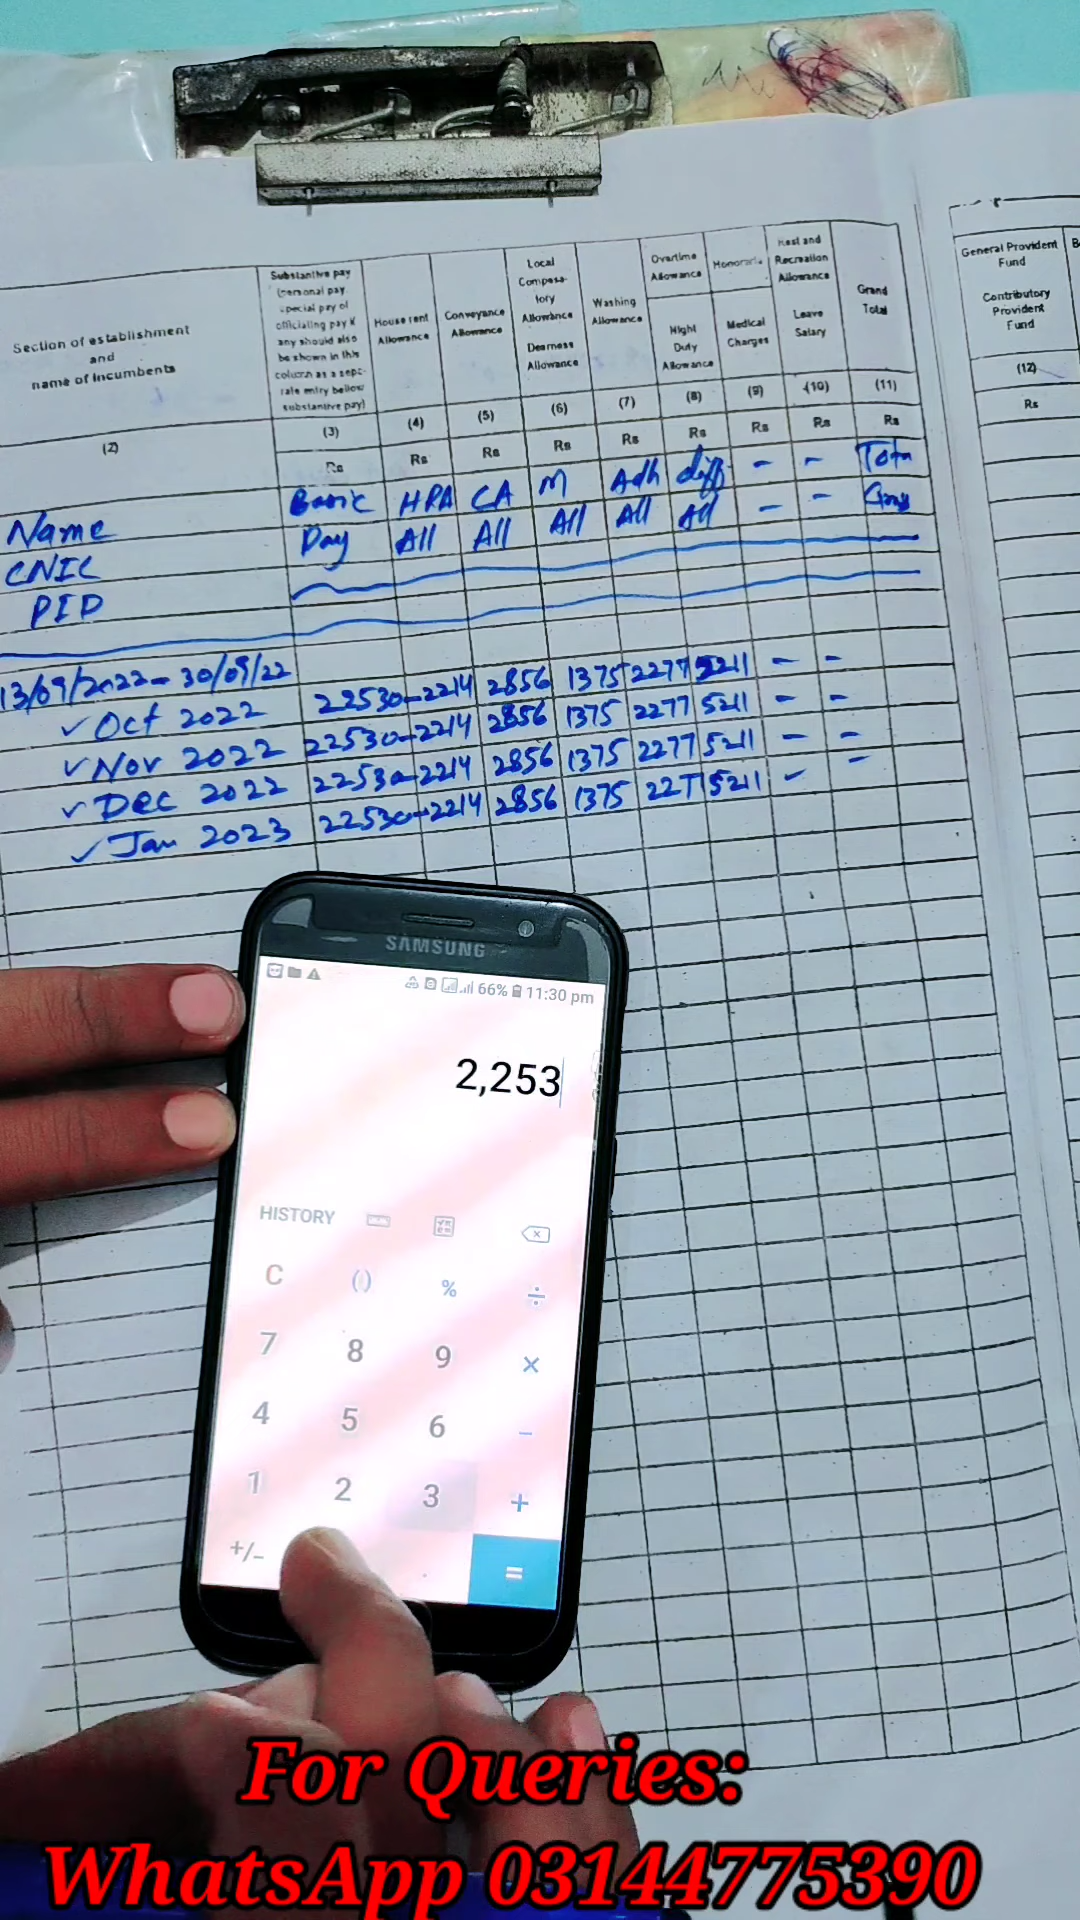 Section of establishment
and
name of Incumbents
(2)
Substantive pay
(personal pay
special pay of
officiating pay if
any should also
be shown in this
column as a sepe-
rate entry bellow
substantive pay)
(3)
Rs
House rent
Allowance
(4)
Rs
Conveyance
Allowance
(5)
Rs
Local
Compesa-
tory
Allowance
Dearness
Allowance
(6)
Rs
Washing
Allowance
(7)
Rs
Overtime
Allowance
Night
Duty
Allowance
(8)
Rs
Honoraria
Medical
Charges
(9)
Rs
Rest and
Recreation
Allowance
Leave
Salary
(10)
Rs
Grand
Total
(11)
Rs
General Provident
Fund
Contributory
Provident
Fund
(12)
Rs
Name Basic HRA CA M Adh diff - -
CNIC Pay All All All All All - -
PID
13/09/2022 - 30/09/22
✓ Oct 2022 22530-2214 2856 1375 2277 5211 - -
✓ Nov 2022 22530-2214 2856 1375 2277 5211 - -
✓ Dec 2022 22530-2214 2856 1375 2277 5211 - -
✓ Jan 2023 22530-2214 2856 1375 2277 5211 - -
SAMSUNG
66% 11:30 pm
2,253
HISTORY
C () % ÷
7 8 9 ×
4 5 6 −
1 2 3 +
+/− . =
For Queries:
WhatsApp 03144775390